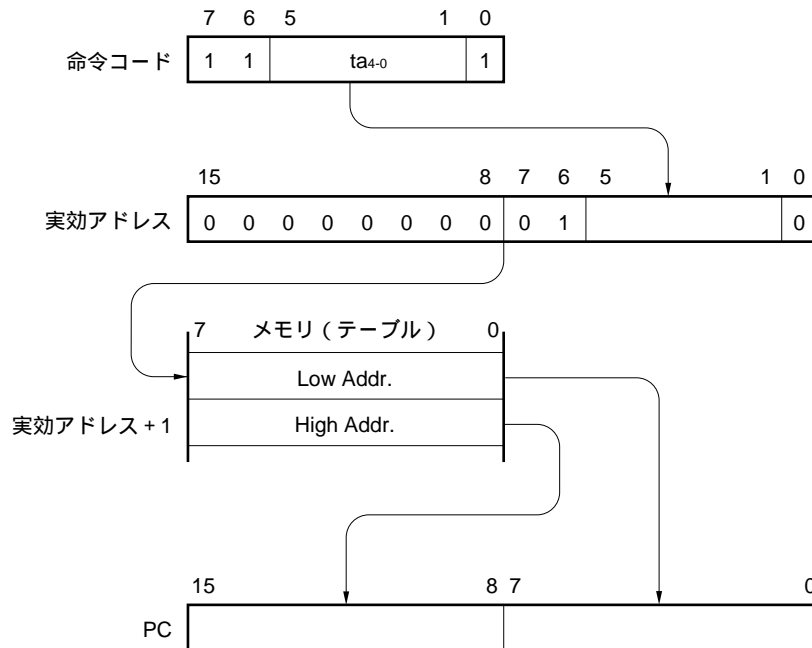 7 6 5 1 0
命令コード 1 1 ta4-0 1
15 8 7 6 5 1 0
実効アドレス 0 0 0 0 0 0 0 0 0 1 0
7 メモリ（テーブル） 0
Low Addr.
実効アドレス＋1 High Addr.
15 8 7 0
PC